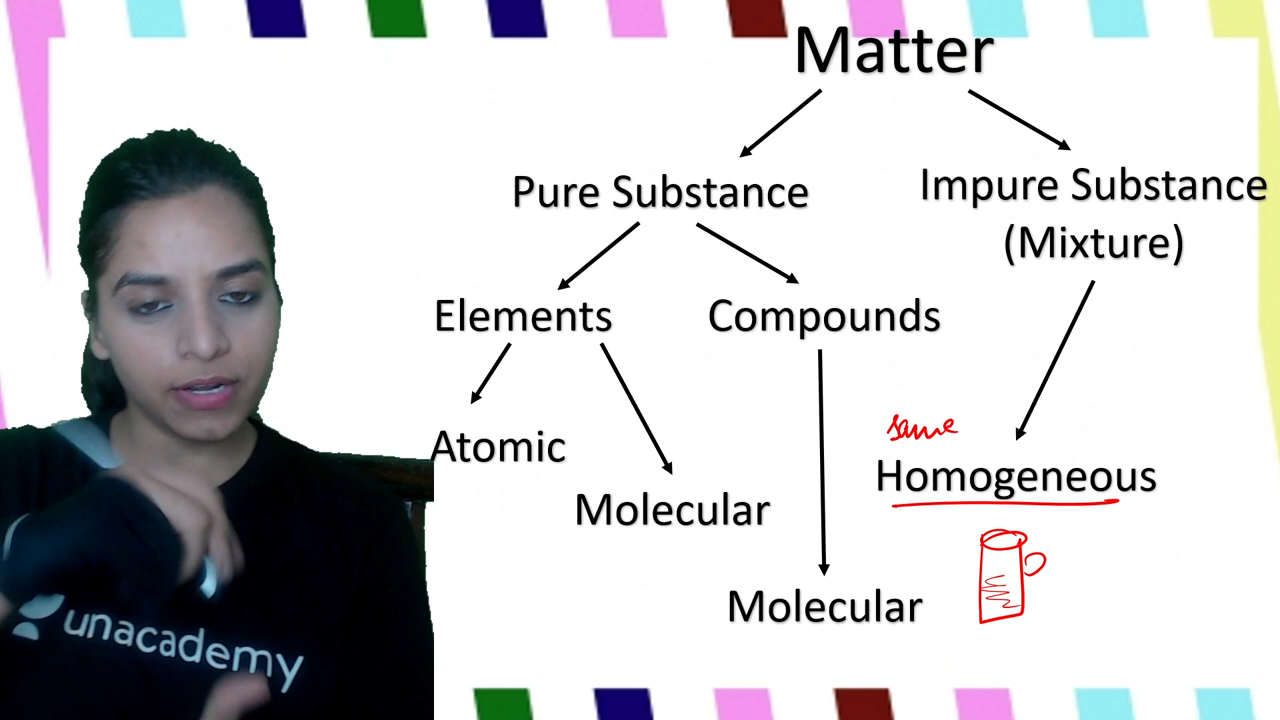 Matter
Pure Substance
Impure Substance
(Mixture)
Elements
Compounds
same
Atomic
Homogeneous
Molecular
Molecular
unacademy